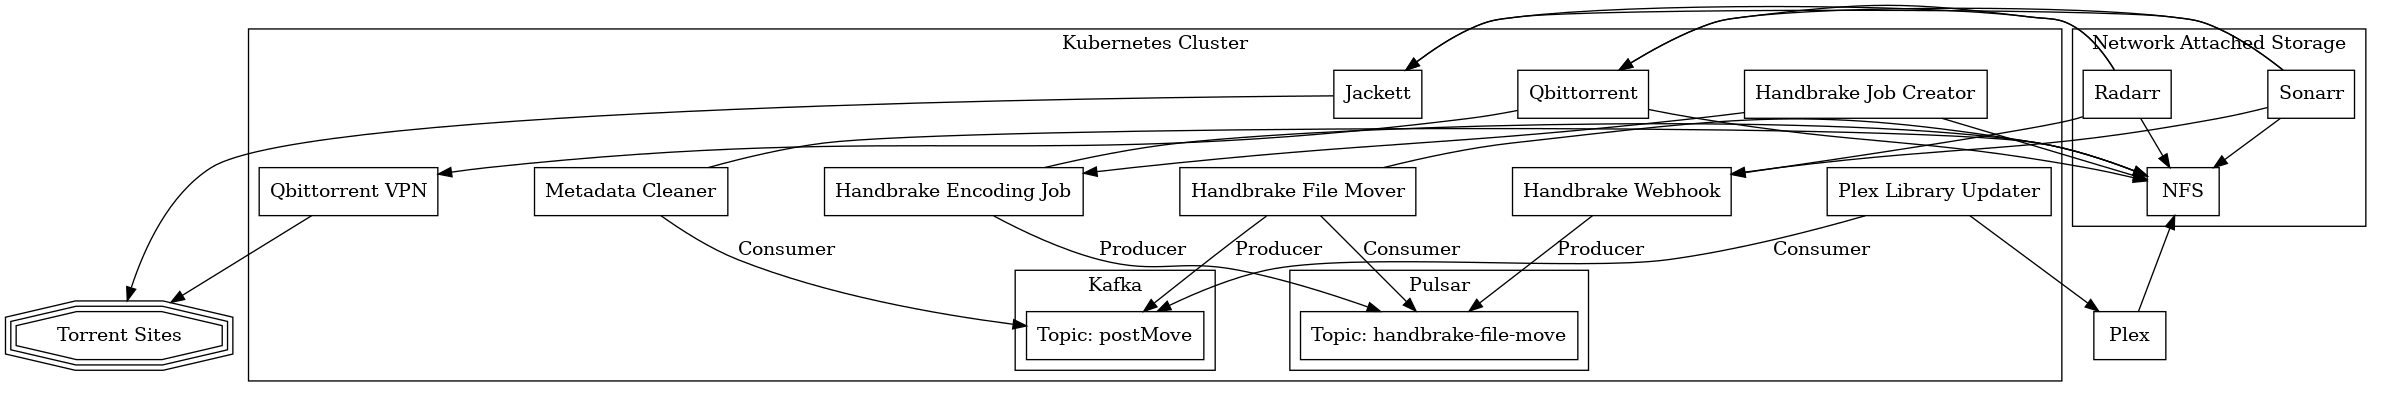 Kubernetes Cluster
Network Attached Storage
Jackett
Qbittorrent
Handbrake Job Creator
Radarr
Sonarr
Qbittorrent VPN
Metadata Cleaner
Handbrake Encoding Job
Handbrake File Mover
Handbrake Webhook
Plex Library Updater
NFS
Consumer
Producer
Producer
Consumer
Producer
Consumer
Kafka
Pulsar
Torrent Sites
Topic: postMove
Topic: handbrake-file-move
Plex